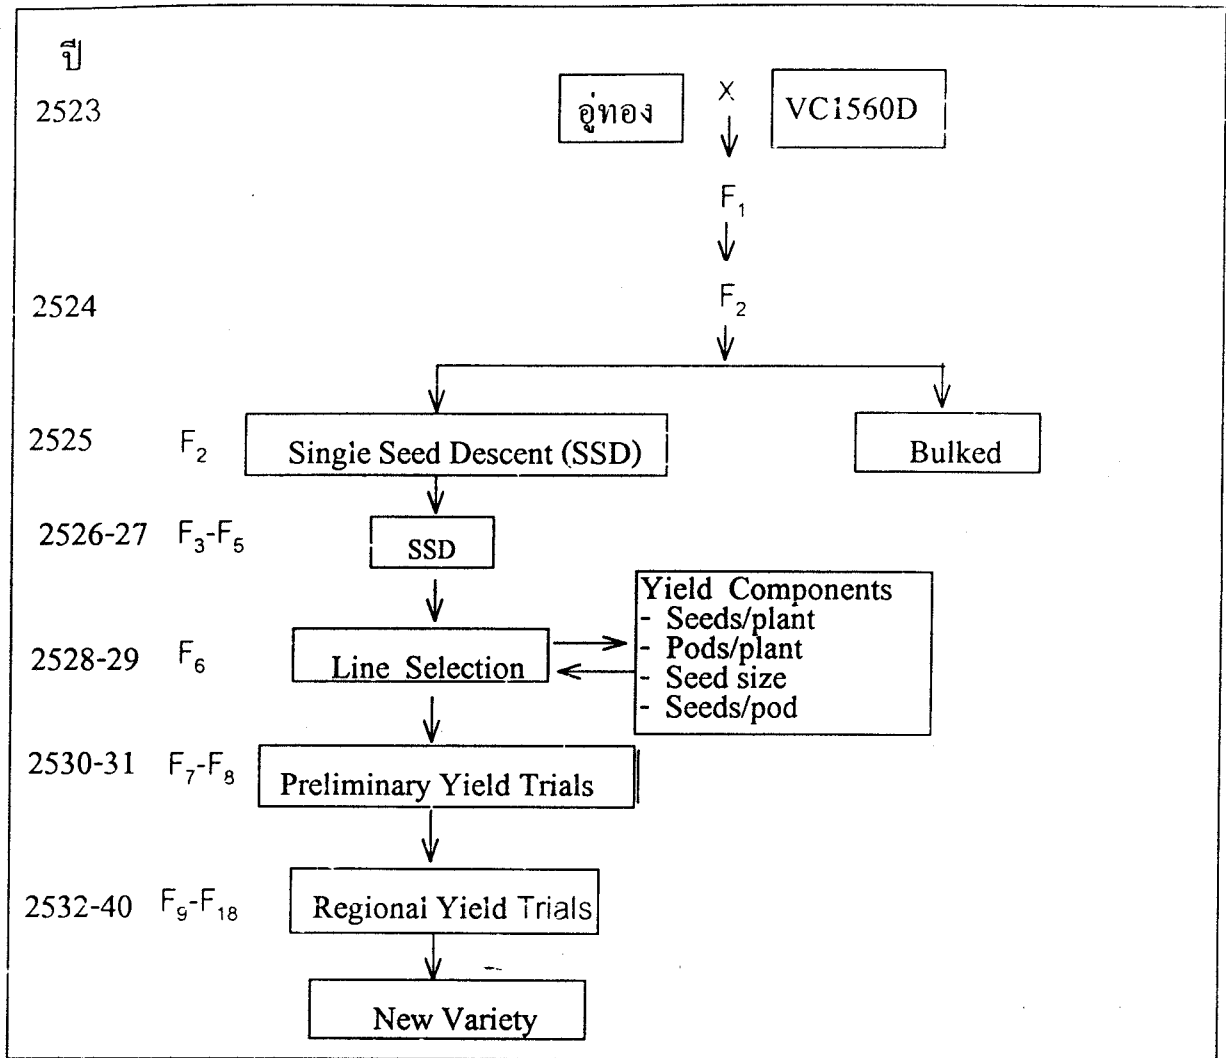 ปี
2523 อู่ทอง X VC1560D
F₁
2524 F₂
2525 F₂ Single Seed Descent (SSD) Bulked
2526-27 F₃-F₅ SSD
Yield Components
- Seeds/plant
- Pods/plant
- Seed size
- Seeds/pod
2528-29 F₆ Line Selection
2530-31 F₇-F₈ Preliminary Yield Trials
2532-40 F₉-F₁₈ Regional Yield Trials
New Variety